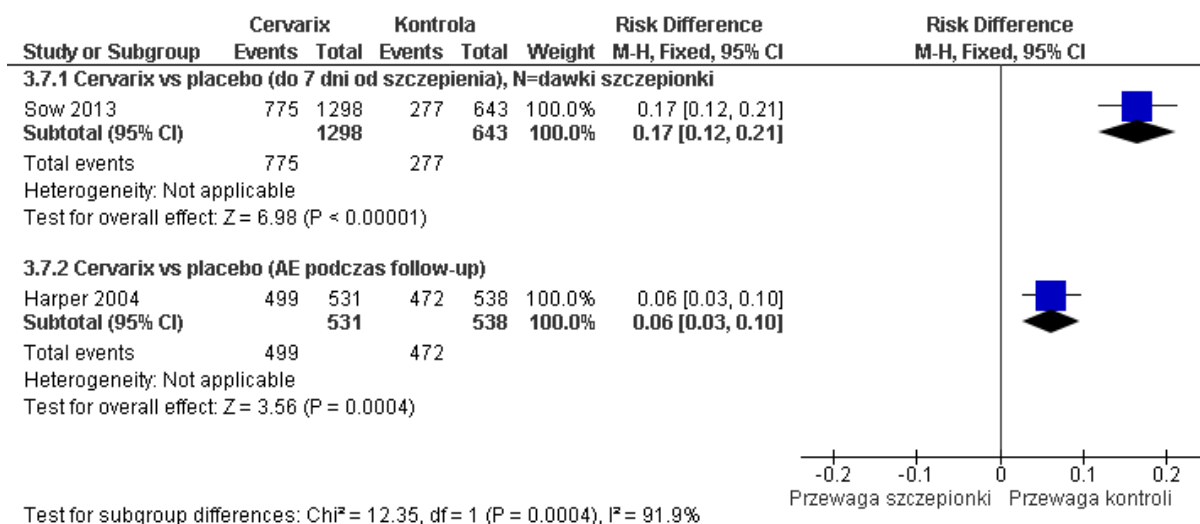 Cervarix Kontrola Risk Difference Risk Difference
Study or Subgroup Events Total Events Total Weight M-H, Fixed, 95% CI M-H, Fixed, 95% CI
3.7.1 Cervarix vs placebo (do 7 dni od szczepienia), N=dawki szczepionki
Sow 2013 775 1298 277 643 100.0% 0.17 [0.12, 0.21]
Subtotal (95% CI) 1298 643 100.0% 0.17 [0.12, 0.21]
Total events 775 277
Heterogeneity: Not applicable
Test for overall effect: Z = 6.98 (P < 0.00001)
3.7.2 Cervarix vs placebo (AE podczas follow-up)
Harper 2004 499 531 472 538 100.0% 0.06 [0.03, 0.10]
Subtotal (95% CI) 531 538 100.0% 0.06 [0.03, 0.10]
Total events 499 472
Heterogeneity: Not applicable
Test for overall effect: Z = 3.56 (P = 0.0004)
-0.2 -0.1 0 0.1 0.2
Przewaga szczepionki Przewaga kontroli
Test for subgroup differences: Chi² = 12.35, df = 1 (P = 0.0004), I² = 91.9%